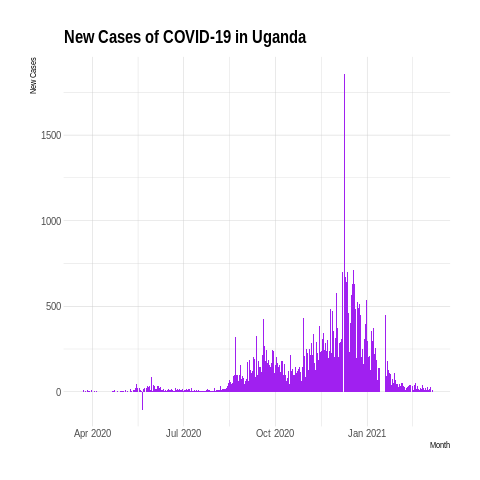 New Cases of COVID-19 in Uganda
New Cases
1500
1000
500
0
Apr 2020 Jul 2020 Oct 2020 Jan 2021
Month